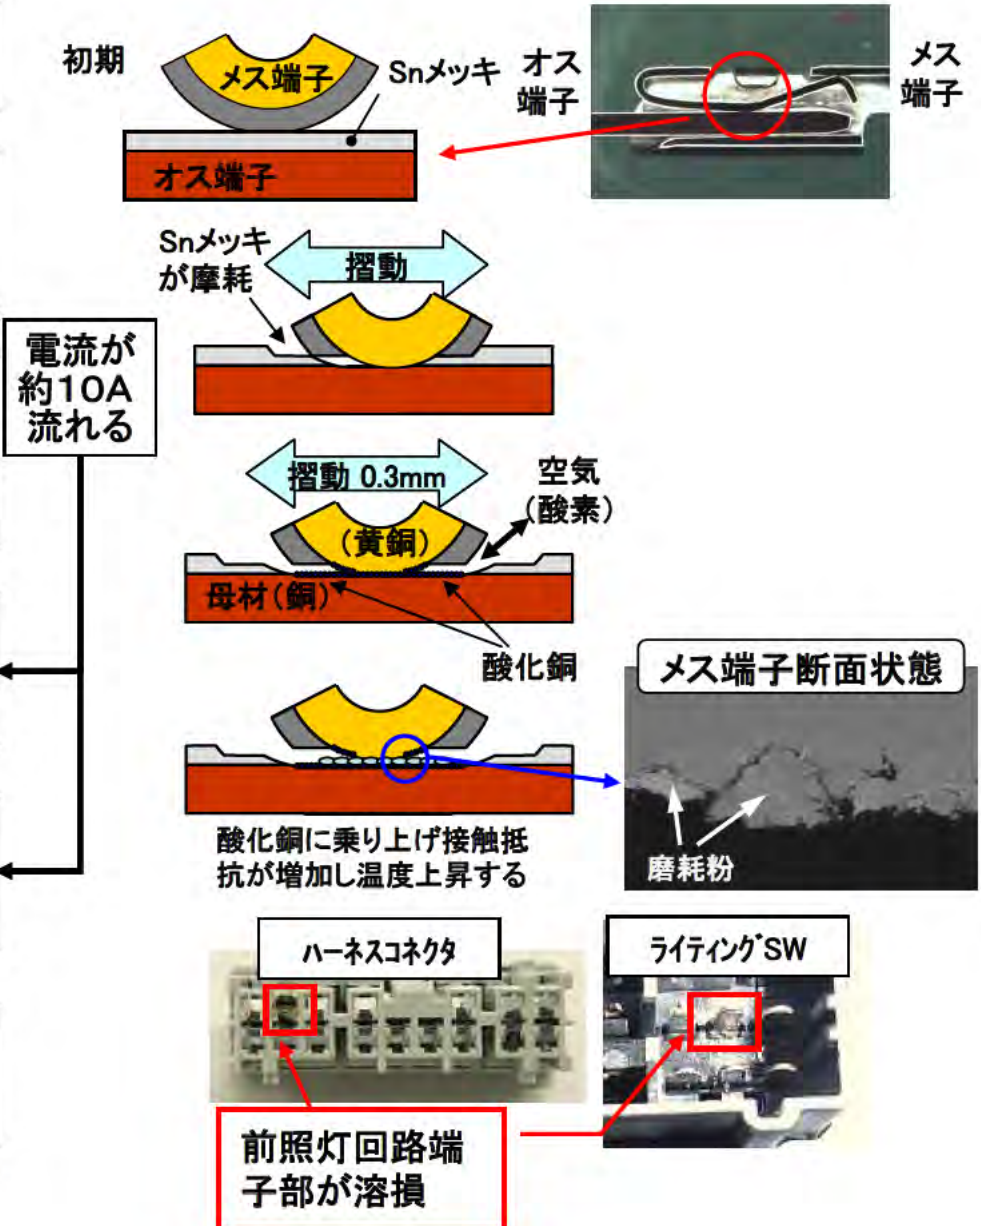 初期
メス端子
Snメッキ
オス
端子
メス
端子
オス端子
Snメッキ
が摩耗
摺動
電流が
約10A
流れる
摺動 0.3mm
空気
(酸素)
(黄銅)
母材(銅)
酸化銅
メス端子断面状態
酸化銅に乗り上げ接触抵
抗が増加し温度上昇する
磨耗粉
ハーネスコネクタ
ライティングSW
前照灯回路端
子部が溶損